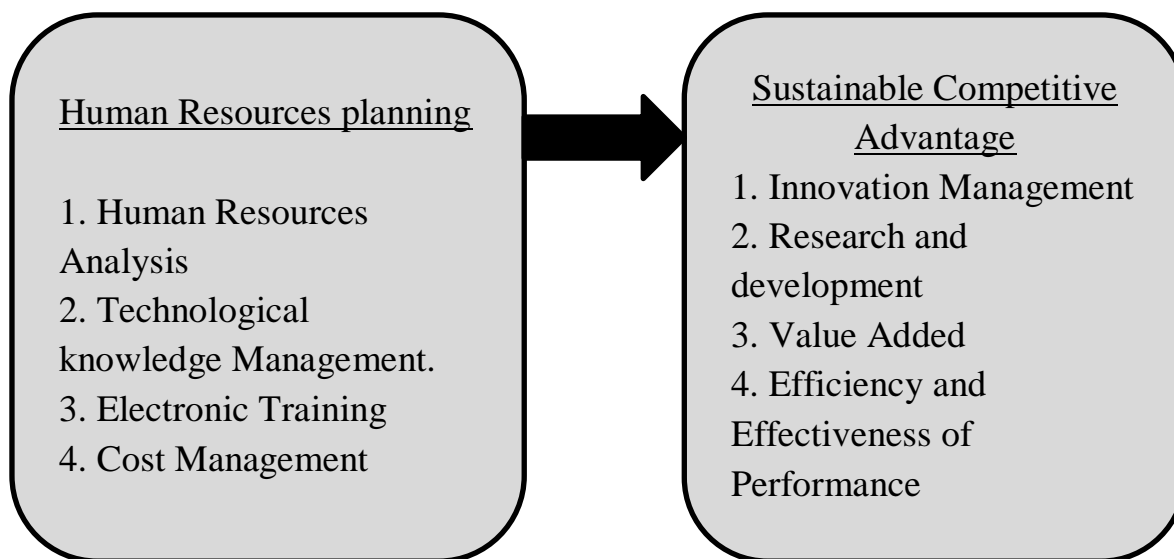 Human Resources planning
1. Human Resources
Analysis
2. Technological
knowledge Management.
3. Electronic Training
4. Cost Management
Sustainable Competitive
Advantage
1. Innovation Management
2. Research and
development
3. Value Added
4. Efficiency and
Effectiveness of
Performance